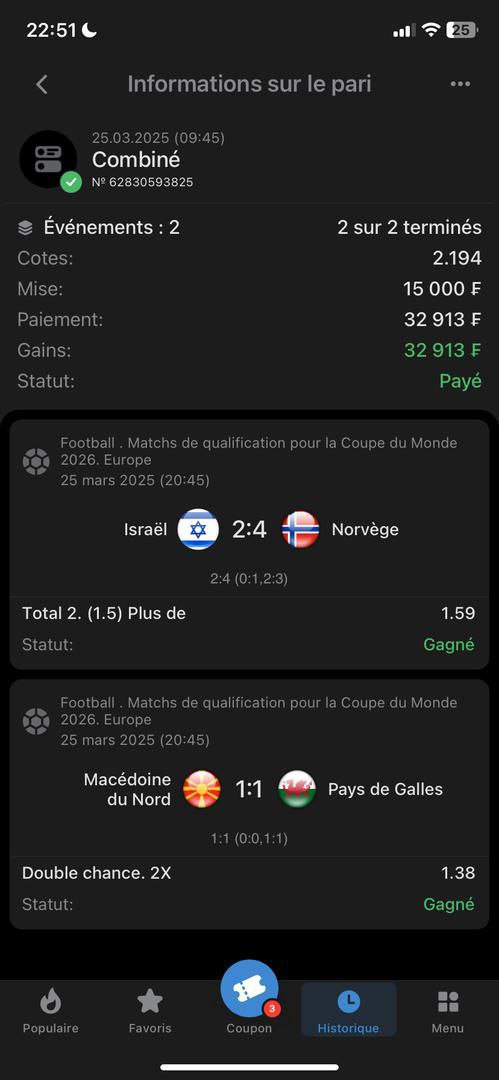 22:51
25
Informations sur le pari
25.03.2025 (09:45)
Combiné
Nº 62830593825
Événements : 2
2 sur 2 terminés
Cotes:
2.194
Mise:
15 000 ₣
Paiement:
32 913 ₣
Gains:
32 913 ₣
Statut:
Payé
Football . Matchs de qualification pour la Coupe du Monde
2026. Europe
25 mars 2025 (20:45)
Israël 2:4 Norvège
2:4 (0:1,2:3)
Total 2. (1.5) Plus de
1.59
Statut:
Gagné
Football . Matchs de qualification pour la Coupe du Monde
2026. Europe
25 mars 2025 (20:45)
Macédoine
du Nord
1:1
Pays de Galles
1:1 (0:0,1:1)
Double chance. 2X
1.38
Statut:
Gagné
3
Populaire
Favoris
Coupon
Historique
Menu